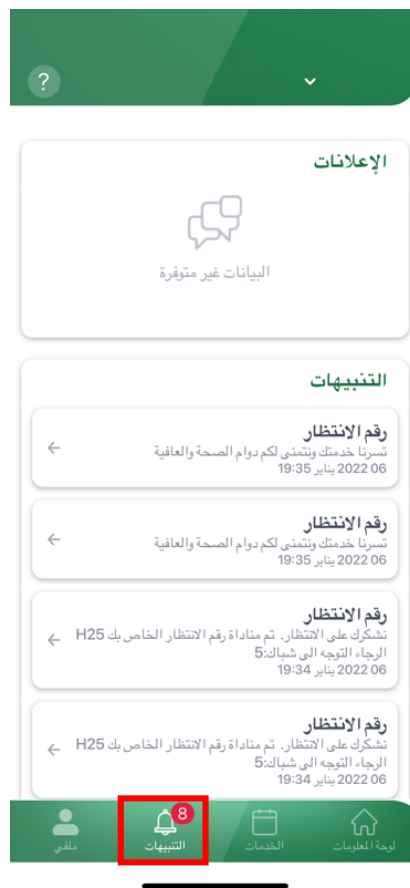 ?
الإعلانات
البيانات غير متوفرة
التنبيهات
رقم الانتظار
تسرنا خدمتك ونتمنى لكم دوام الصحة والعافية
06 يناير 2022 19:35
رقم الانتظار
تسرنا خدمتك ونتمنى لكم دوام الصحة والعافية
06 يناير 2022 19:35
رقم الانتظار
نشكرك على الانتظار. تم مناداة رقم الانتظار الخاص بك H25
الرجاء التوجه الى شباك:5
06 يناير 2022 19:34
رقم الانتظار
نشكرك على الانتظار. تم مناداة رقم الانتظار الخاص بك H25
الرجاء التوجه الى شباك:5
06 يناير 2022 19:34
8
لوحة المعلومات
الخدمات
التنبيهات
ملفي